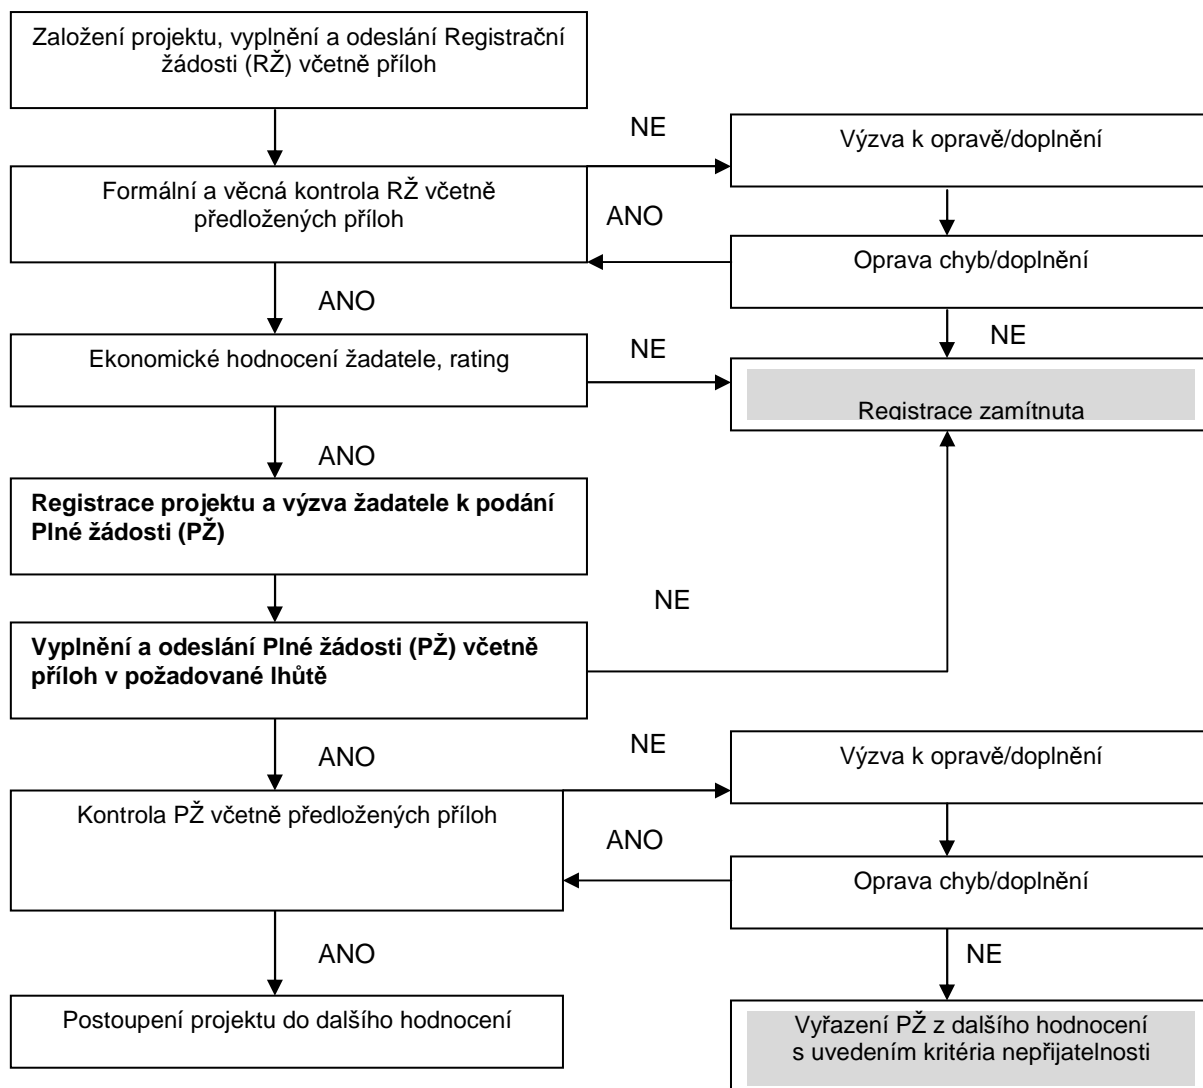 Založení projektu, vyplnění a odeslání Registrační
žádosti (RŽ) včetně příloh
NE
Výzva k opravě/doplnění
Formální a věcná kontrola RŽ včetně
předložených příloh
ANO
Oprava chyb/doplnění
ANO
NE
Ekonomické hodnocení žadatele, rating
NE
Registrace zamítnuta
ANO
Registrace projektu a výzva žadatele k podání
Plné žádosti (PŽ)
NE
Vyplnění a odeslání Plné žádosti (PŽ) včetně
příloh v požadované lhůtě
ANO
NE
Výzva k opravě/doplnění
Kontrola PŽ včetně předložených příloh
ANO
Oprava chyb/doplnění
ANO
NE
Postoupení projektu do dalšího hodnocení
Vyřazení PŽ z dalšího hodnocení
s uvedením kritéria nepřijatelnosti